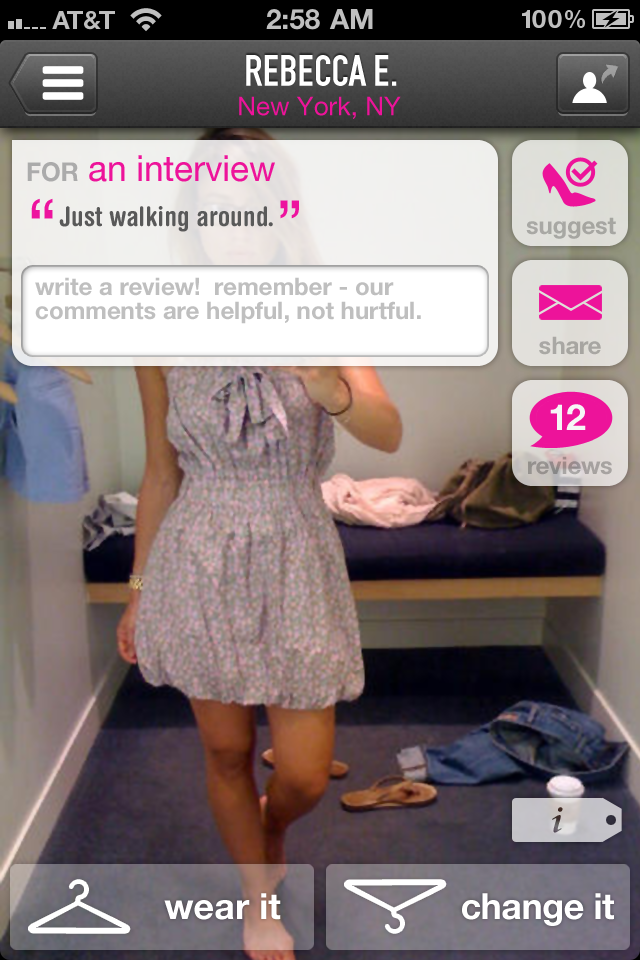 AT&T 2:58 AM 100%
REBECCA E.
New York, NY
FOR an interview
“Just walking around.”
write a review! remember - our
comments are helpful, not hurtful.
suggest
share
12
reviews
i
wear it
change it